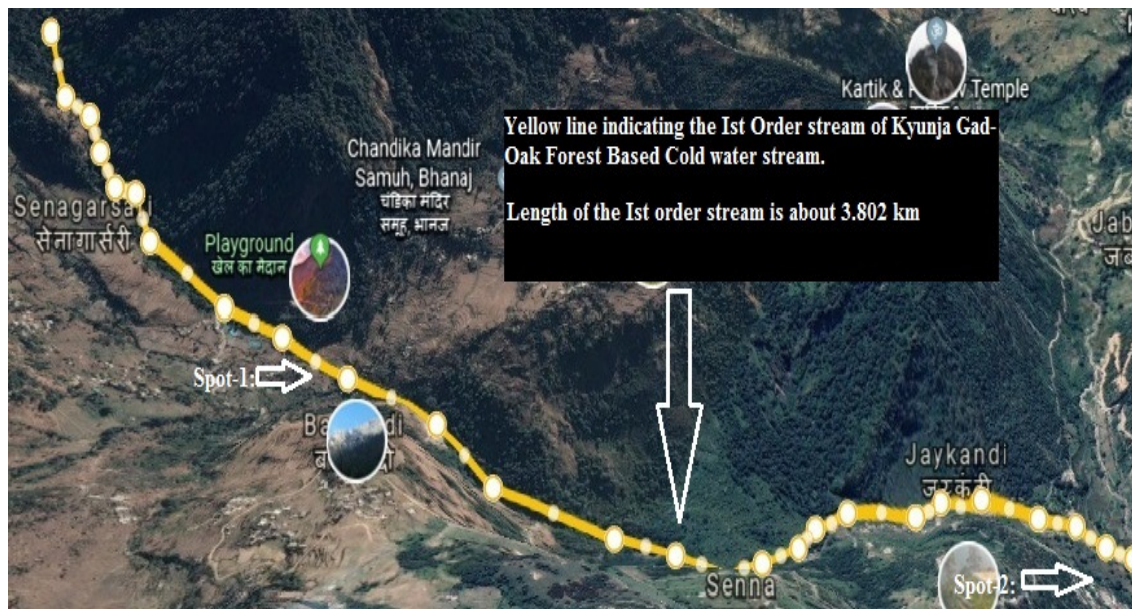 Kartik &
Temple
Yellow line indicating the Ist Order stream of Kyunja Gad-
Oak Forest Based Cold water stream.
Length of the Ist order stream is about 3.802 km
Chandika Mandir
Samuh, Bhanaj
चंडिका मंदिर
समूह, भानज
Senagarsari
सेनागार्सरी
Playground
खेल का मैदान
Spot-1:
Jaykandi
जयकंडी
Senna
Spot-2: